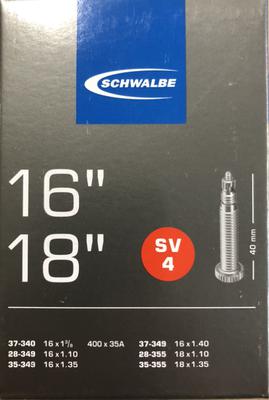 SCHWALBE
16"
18"
SV
4
40 mm
37-340 16 x 1³/₈ 400 x 35A 37-349 16 x 1.40
28-349 16 x 1.10 28-355 18 x 1.10
35-349 16 x 1.35 35-355 18 x 1.35